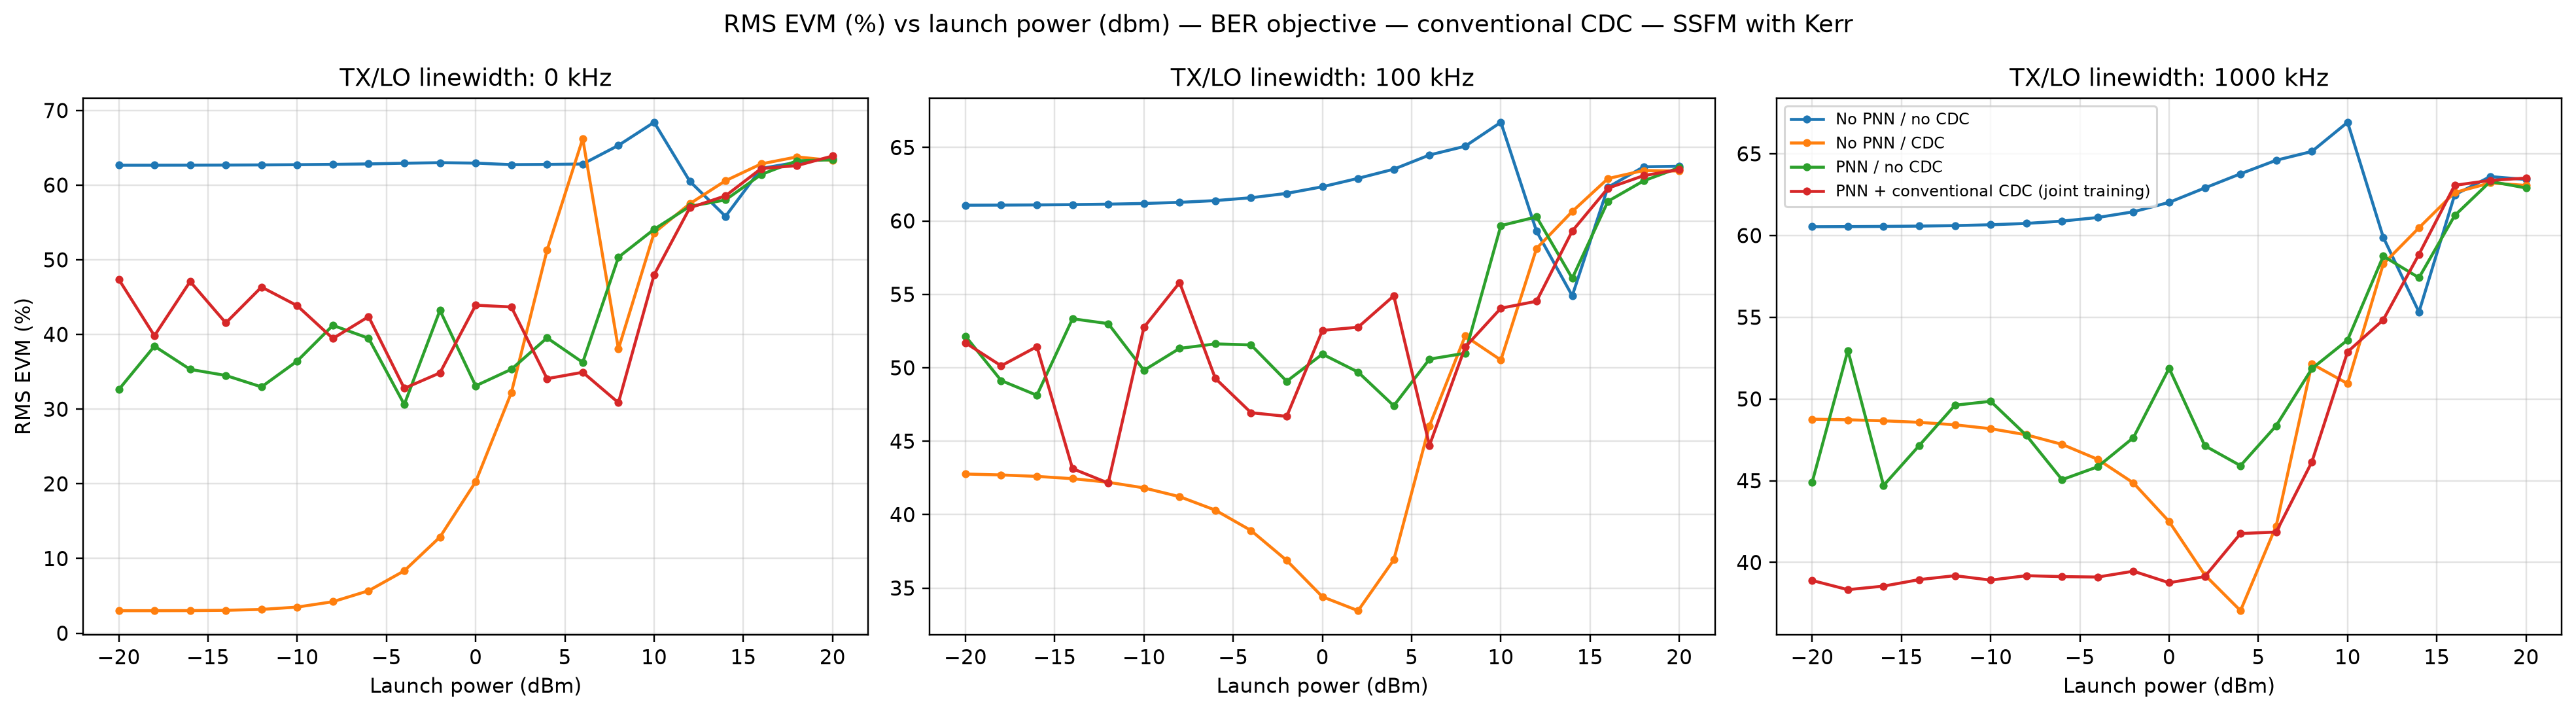 RMS EVM (%) vs launch power (dbm) — BER objective — conventional CDC — SSFM with Kerr
TX/LO linewidth: 0 kHz
70
60
50
40
30
20
10
0
RMS EVM (%)
−20 −15 −10 −5 0 5 10 15 20
Launch power (dBm)
TX/LO linewidth: 100 kHz
65
60
55
50
45
40
35
−20 −15 −10 −5 0 5 10 15 20
Launch power (dBm)
TX/LO linewidth: 1000 kHz
No PNN / no CDC
No PNN / CDC
PNN / no CDC
PNN + conventional CDC (joint training)
65
60
55
50
45
40
−20 −15 −10 −5 0 5 10 15 20
Launch power (dBm)